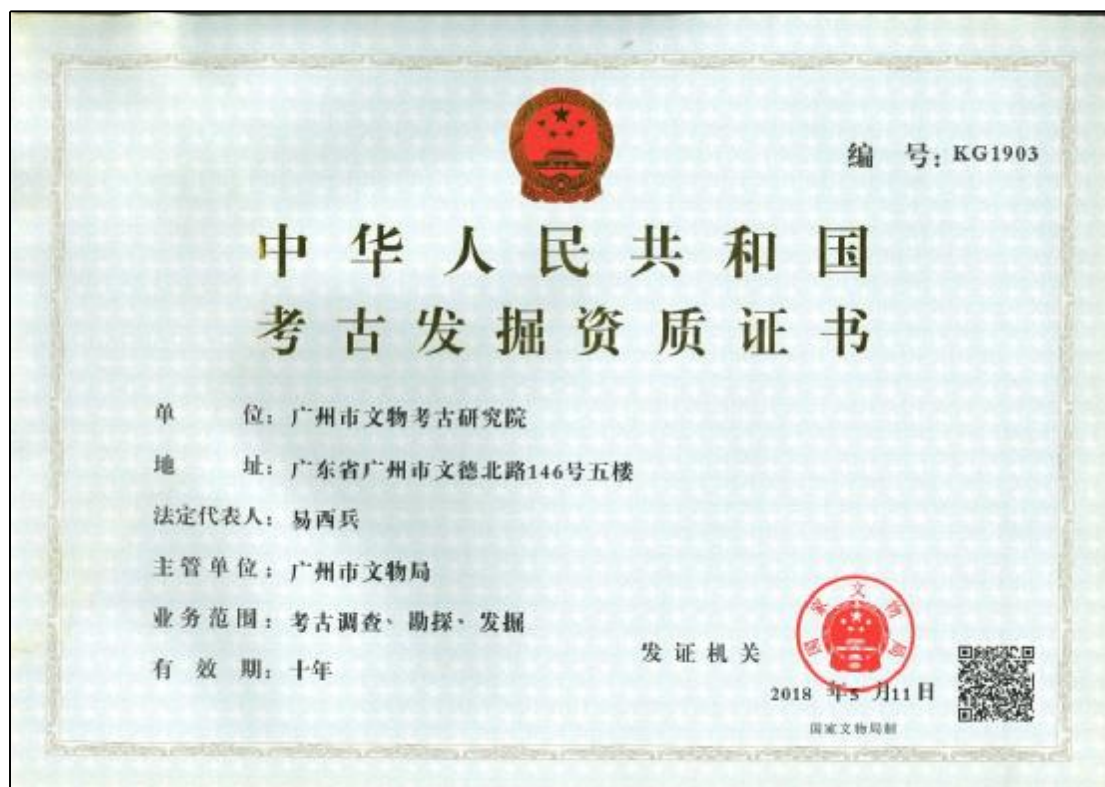 编 号：KG1903
中华人民共和国
考古发掘资质证书
单 位：广州市文物考古研究院
地 址：广东省广州市文德北路146号五楼
法定代表人：易西兵
主管单位：广州市文物局
业务范围：考古调查、勘探、发掘
有 效 期：十年
国家文物局
发证机关
2018 年5 月11日
国家文物局制